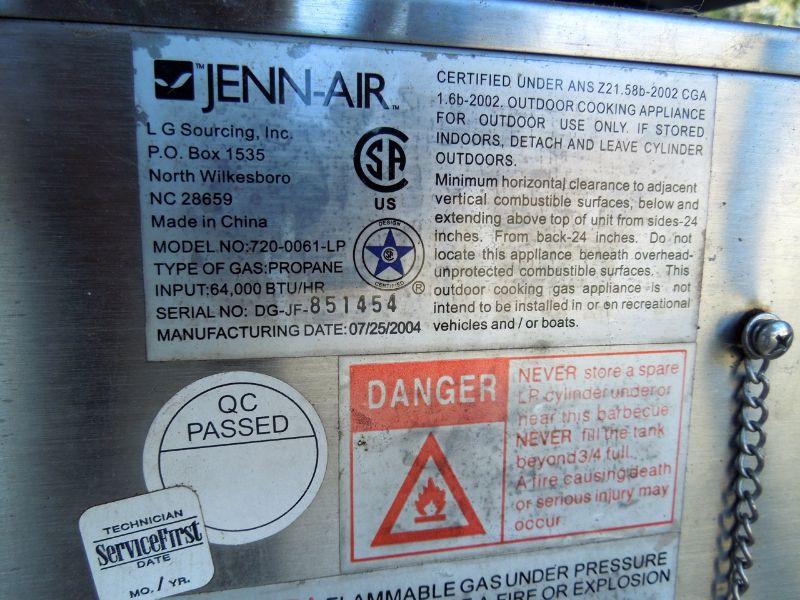 JENN-AIR™
L G Sourcing, Inc.
P.O. Box 1535
North Wilkesboro
NC 28659
Made in China
MODEL NO:720-0061-LP
TYPE OF GAS:PROPANE
INPUT:64,000 BTU/HR
SERIAL NO: DG-JF-851454
MANUFACTURING DATE: 07/25/2004
SA
US
DESIGN
CERTIFIED
®
CERTIFIED UNDER ANS Z21.58b-2002 CGA
1.6b-2002. OUTDOOR COOKING APPLIANCE
FOR OUTDOOR USE ONLY. IF STORED
INDOORS, DETACH AND LEAVE CYLINDER
OUTDOORS.
Minimum horizontal clearance to adjacent
vertical combustible surfaces, below and
extending above top of unit from sides-24
inches. From back-24 inches. Do not
locate this appliance beneath overhead-
unprotected combustible surfaces. This
outdoor cooking gas appliance is not
intend to be installed in or on recreational
vehicles and / or boats.
QC
PASSED
DANGER
NEVER store a spare
LP cylinder under or
near this barbecue
NEVER fill the tank
beyond 3/4 full.
A fire causing death
or serious injury may
occur.
TECHNICIAN
ServiceFirst
DATE
MO. / YR.
FLAMMABLE GAS UNDER PRESSURE
A FIRE OR EXPLOSION